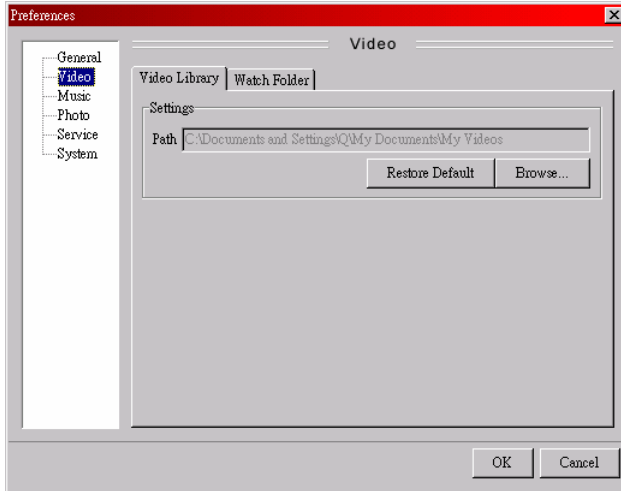 Preferences
General
Video
Music
Photo
Service
System
Video
Video Library
Watch Folder
Settings
Path C:\Documents and Settings\Q\My Documents\My Videos
Restore Default
Browse...
OK
Cancel